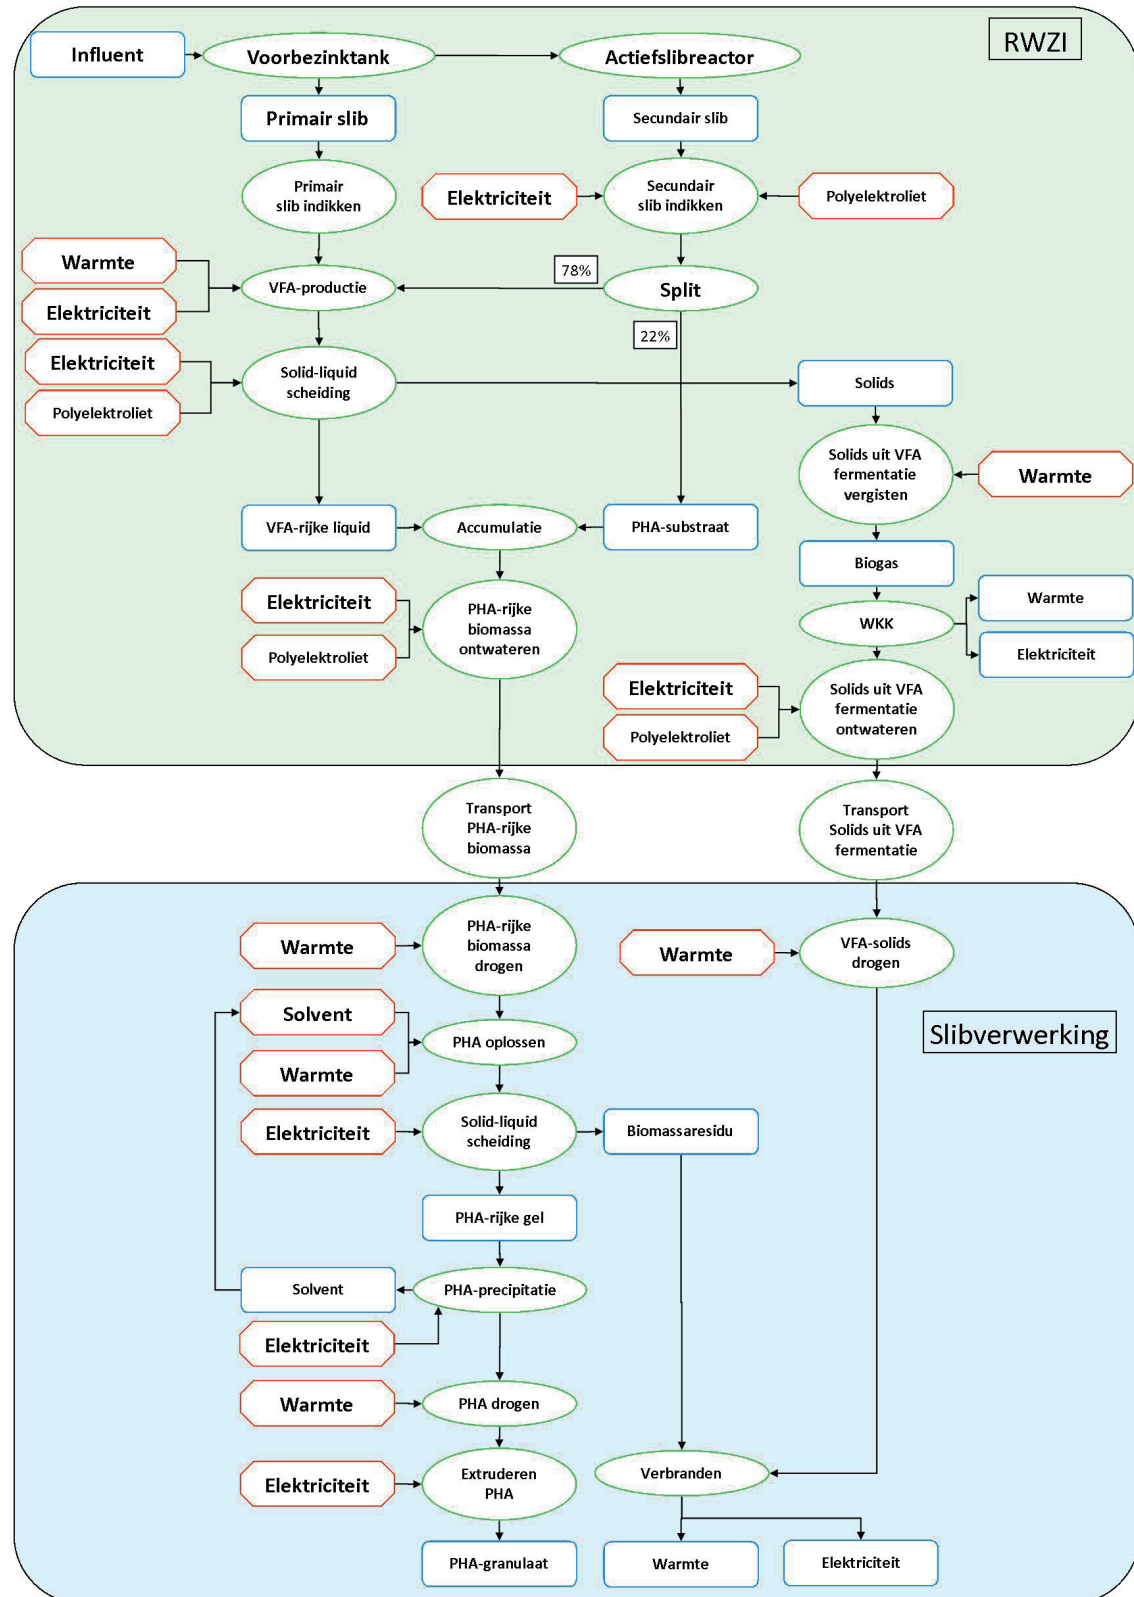 RWZI
Influent
Voorbezinktank
Actiefslibreactor
Primair slib
Secundair slib
Primair
slib indikken
Elektriciteit
Secundair
slib indikken
Polyelektroliet
Warmte
Elektriciteit
VFA-productie
78%
Split
22%
Elektriciteit
Polyelektroliet
Solid-liquid
scheiding
Solids
Solids uit VFA
fermentatie
vergisten
Warmte
VFA-rijke liquid
Accumulatie
PHA-substraat
Biogas
Elektriciteit
Polyelektroliet
PHA-rijke
biomassa
ontwateren
WKK
Warmte
Elektriciteit
Elektriciteit
Polyelektroliet
Solids uit VFA
fermentatie
ontwateren
Transport
PHA-rijke
biomassa
Transport
Solids uit VFA
fermentatie
Warmte
PHA-rijke
biomassa
drogen
Warmte
VFA-solids
drogen
Slibverwerking
Solvent
Warmte
PHA oplossen
Elektriciteit
Solid-liquid
scheiding
Biomassaresidu
PHA-rijke gel
Solvent
PHA-precipitatie
Elektriciteit
Warmte
PHA drogen
Elektriciteit
Extruderen
PHA
Verbranden
PHA-granulaat
Warmte
Elektriciteit